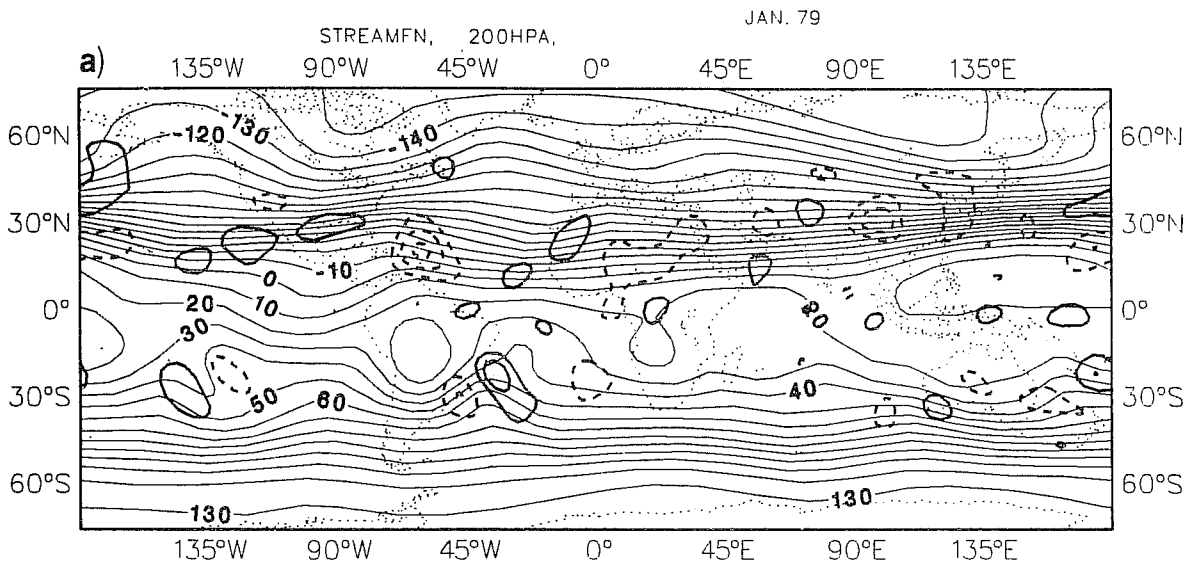 JAN. 79
STREAMFN, 200HPA,
a)
135°W 90°W 45°W 0° 45°E 90°E 135°E
60°N -120 -130 -140 60°N
30°N 30°N
0 -10
20 10 20
0° 0°
30
50 60 40
30°S 30°S
60°S 60°S
130 130
135°W 90°W 45°W 0° 45°E 90°E 135°E